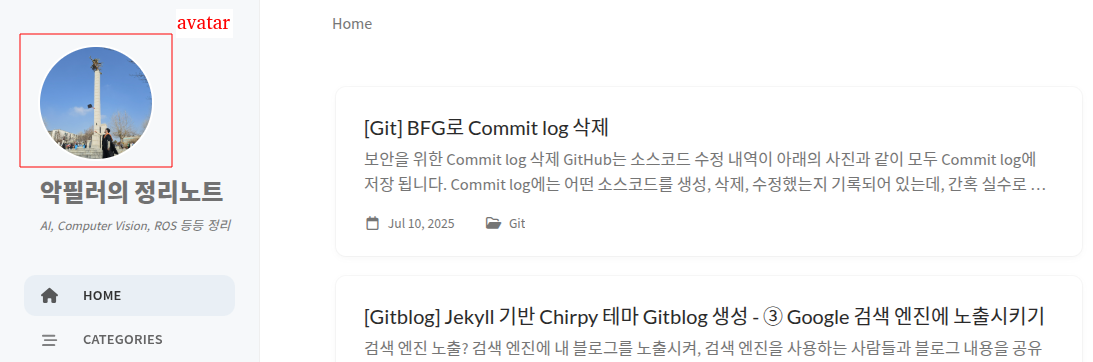 avatar
악필러의 정리노트
AI, Computer Vision, ROS 등등 정리
HOME
CATEGORIES
Home
[Git] BFG로 Commit log 삭제
보안을 위한 Commit log 삭제 GitHub는 소스코드 수정 내역이 아래의 사진과 같이 모두 Commit log에
저장 됩니다. Commit log에는 어떤 소스코드를 생성, 삭제, 수정했는지 기록되어 있는데, 간혹 실수로 …
Jul 10, 2025 Git
[Gitblog] Jekyll 기반 Chirpy 테마 Gitblog 생성 - ③ Google 검색 엔진에 노출시키기
검색 엔진 노출? 검색 엔진에 내 블로그를 노출시켜, 검색 엔진을 사용하는 사람들과 블로그 내용을 공유